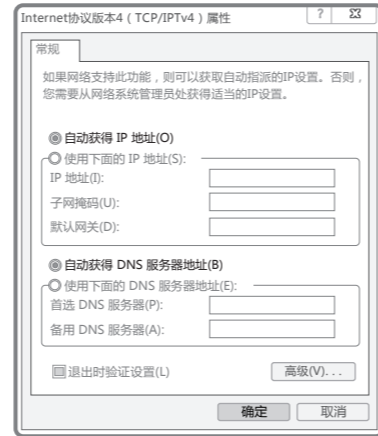 Internet协议版本4（TCP/IPTv4）属性
常规
如果网络支持此功能，则可以获取自动指派的IP设置。否则，
您需要从网络系统管理员处获得适当的IP设置。
自动获得 IP 地址(O)
使用下面的 IP 地址(S):
IP 地址(I):
子网掩码(U):
默认网关(D):
自动获得 DNS 服务器地址(B)
使用下面的 DNS 服务器地址(E):
首选 DNS 服务器(P):
备用 DNS 服务器(A):
退出时验证设置(L)
高级(V)...
确定
取消